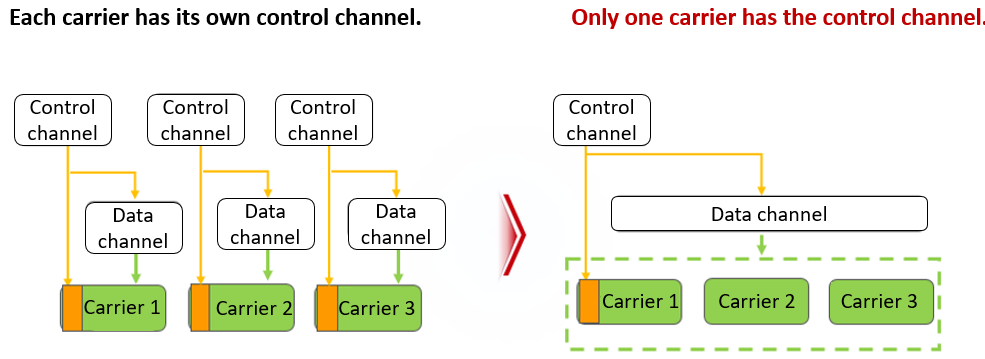 Each carrier has its own control channel.
Only one carrier has the control channel.
Control
channel
Control
channel
Control
channel
Data
channel
Data
channel
Data
channel
Carrier 1
Carrier 2
Carrier 3
Control
channel
Data channel
Carrier 1
Carrier 2
Carrier 3